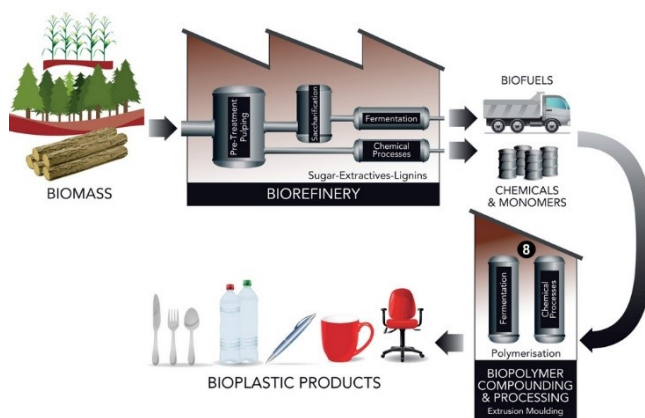 BIOMASS
Pre-Treatment
Pulping
Saccharification
Fermentation
Chemical
Processes
Sugar-Extractives-Lignins
BIOREFINERY
BIOFUELS
CHEMICALS
& MONOMERS
8
Fermentation
Chemical
Processes
Polymerisation
BIOPOLYMER
COMPOUNDING
& PROCESSING
Extrusion Moulding
BIOPLASTIC PRODUCTS